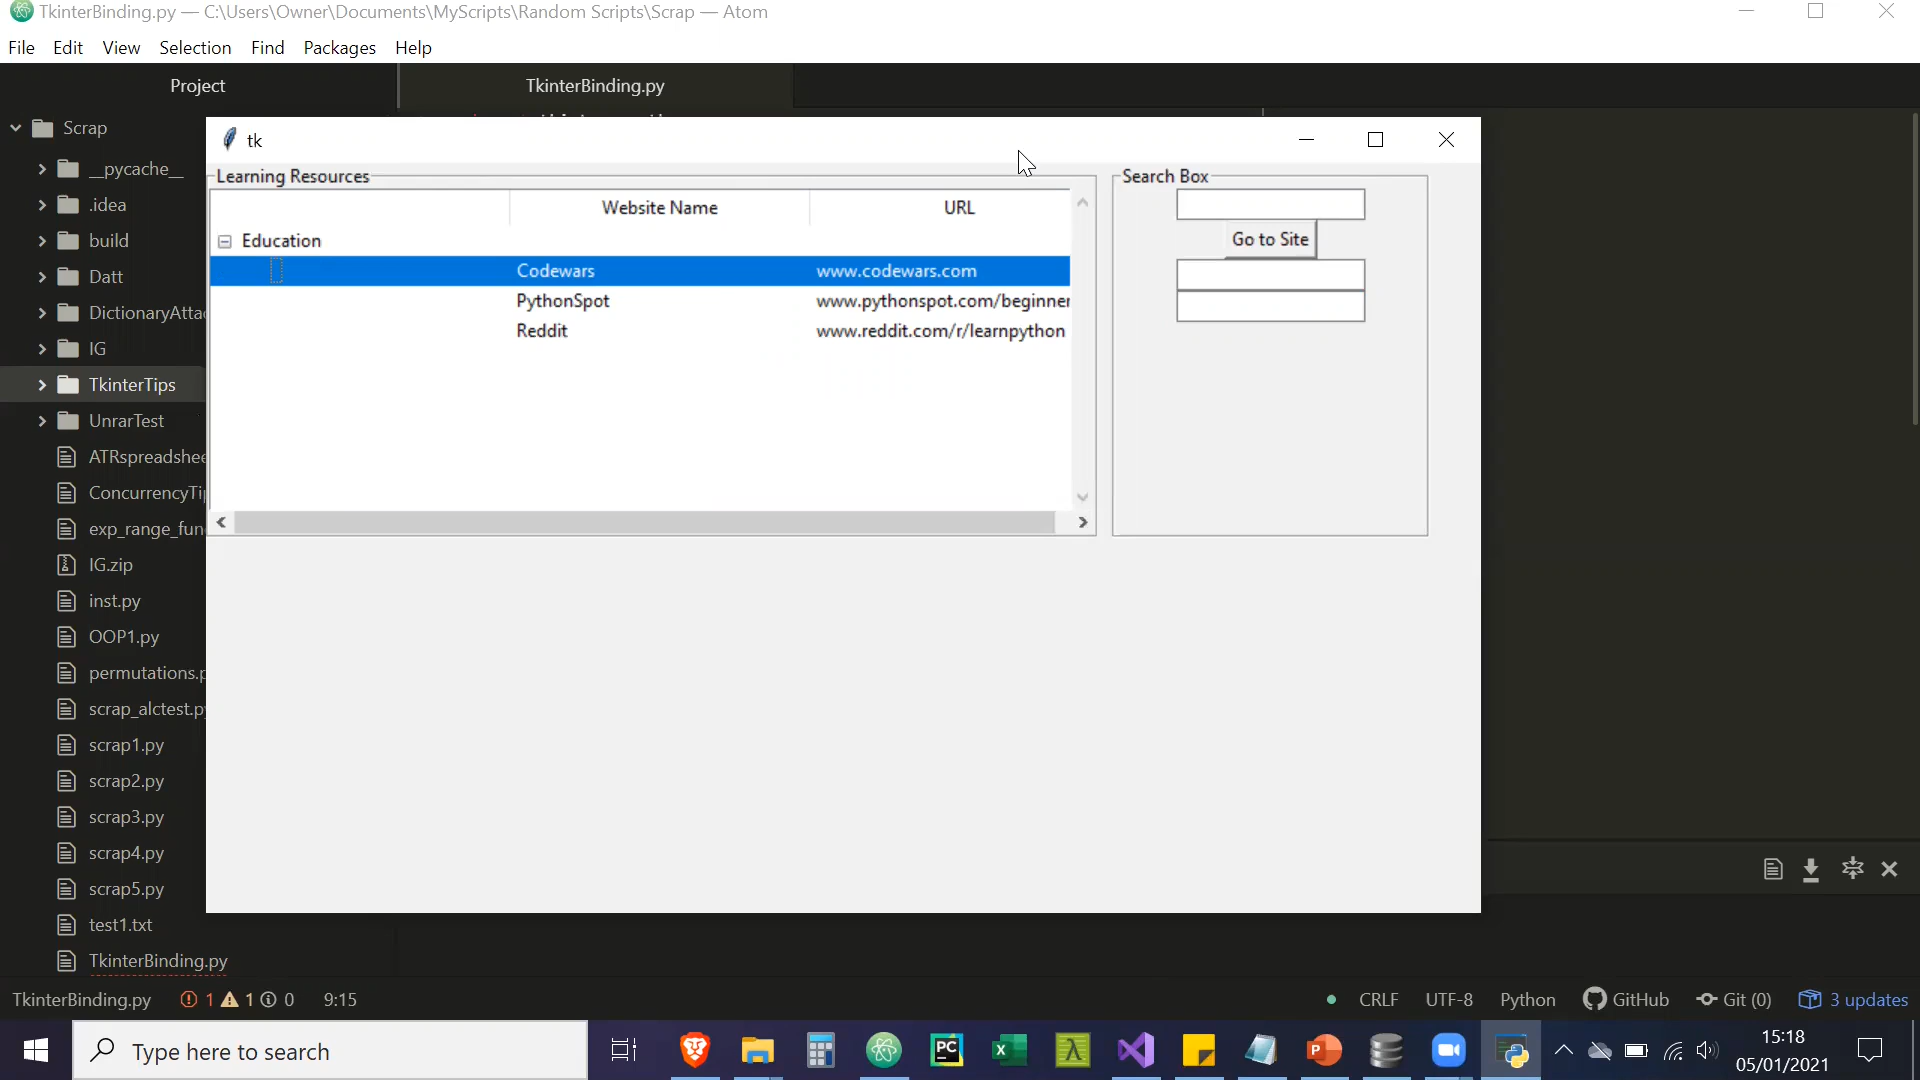 TkinterBinding.py — C:\Users\Owner\Documents\MyScripts\Random Scripts\Scrap — Atom
File Edit View Selection Find Packages Help
Project
TkinterBinding.py
Scrap
__pycache__
.idea
build
Datt
DictionaryAttac
IG
TkinterTips
UnrarTest
ATRspreadshee
ConcurrencyTip
exp_range_fun
IG.zip
inst.py
OOP1.py
permutations.p
scrap_alctest.py
scrap1.py
scrap2.py
scrap3.py
scrap4.py
scrap5.py
test1.txt
TkinterBinding.py
tk
Learning Resources
Website Name URL
Education
Codewars www.codewars.com
PythonSpot www.pythonspot.com/beginner
Reddit www.reddit.com/r/learnpython
Search Box
Go to Site
TkinterBinding.py 1 1 0 9:15
CRLF UTF-8 Python GitHub Git (0) 3 updates
Type here to search
PC
15:18
05/01/2021